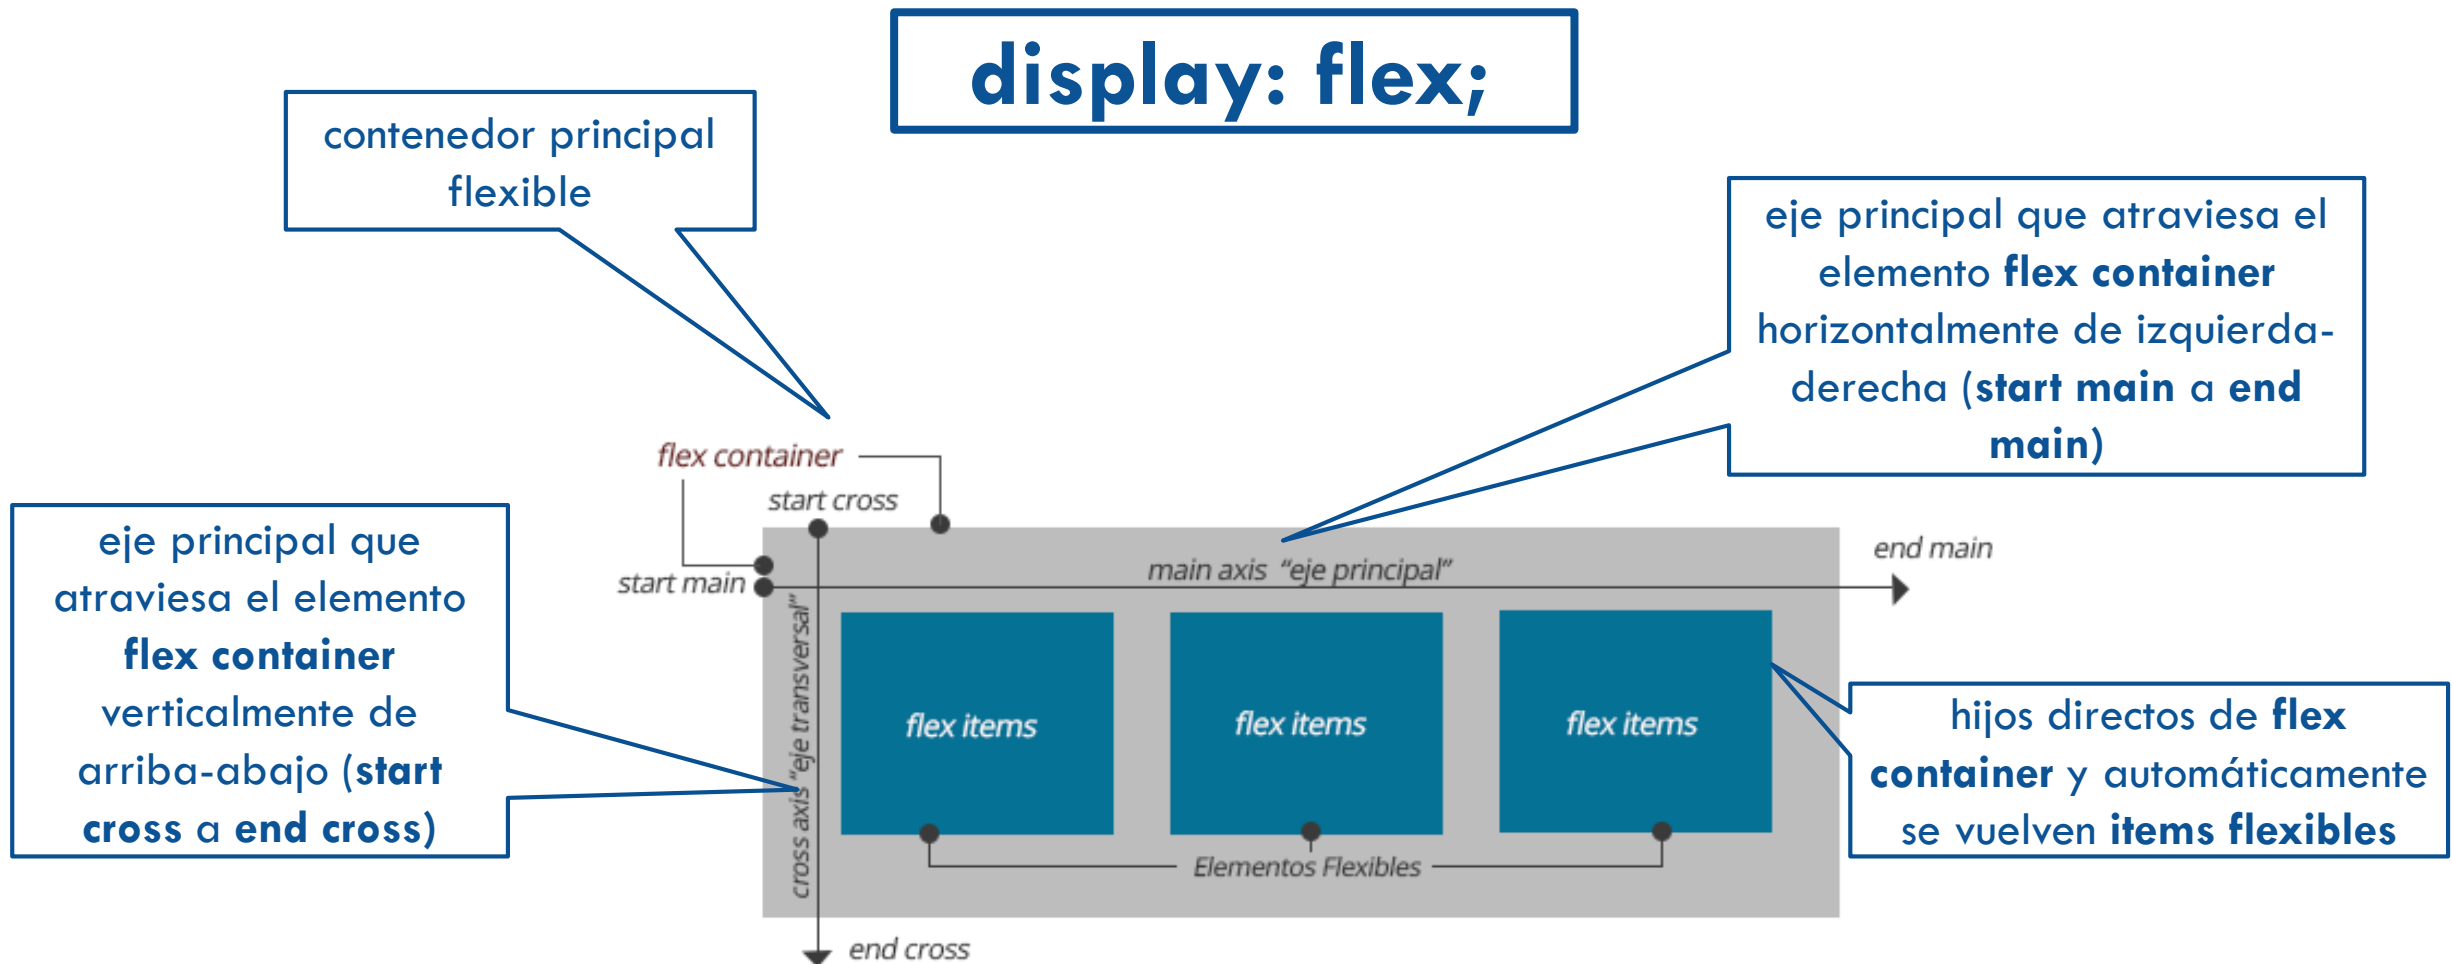 display: flex;
contenedor principal
flexible
eje principal que atraviesa el
elemento flex container
horizontalmente de izquierda-
derecha (start main a end
main)
flex container
start cross
eje principal que
atraviesa el elemento
flex container
verticalmente de
arriba-abajo (start
cross a end cross)
end main
main axis "eje principal"
start main
cross axis "eje transversal"
flex items
flex items
flex items
hijos directos de flex
container y automáticamente
se vuelven items flexibles
Elementos Flexibles
end cross